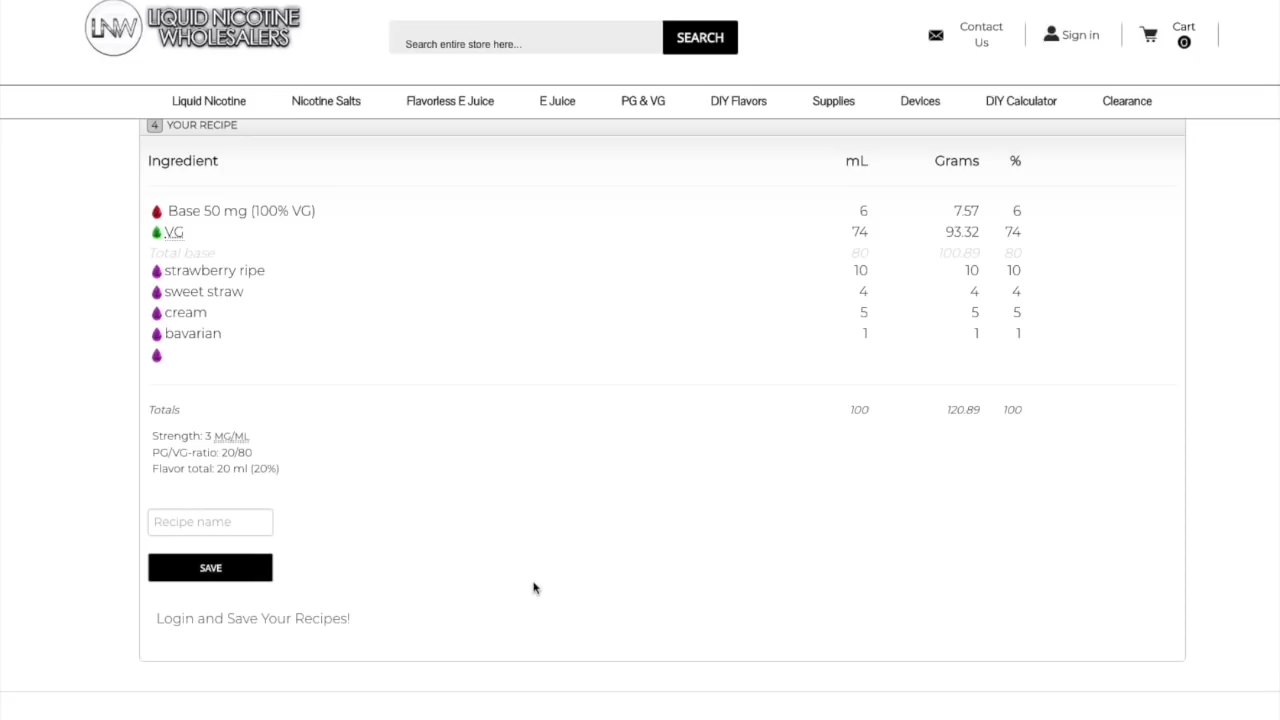 LNW LIQUID NICOTINE
WHOLESALERS
Search entire store here...
SEARCH
Contact
Us
Sign in
Cart
0
Liquid Nicotine Nicotine Salts Flavorless E Juice E Juice PG & VG DIY Flavors Supplies Devices DIY Calculator Clearance
4 YOUR RECIPE
Ingredient mL Grams %
Base 50 mg (100% VG) 6 7.57 6
VG 74 93.32 74
Total base 80 100.89 80
strawberry ripe 10 10 10
sweet straw 4 4 4
cream 5 5 5
bavarian 1 1 1
Totals 100 120.89 100
Strength: 3 MG/ML
PG/VG-ratio: 20/80
Flavor total: 20 ml (20%)
Recipe name
SAVE
Login and Save Your Recipes!